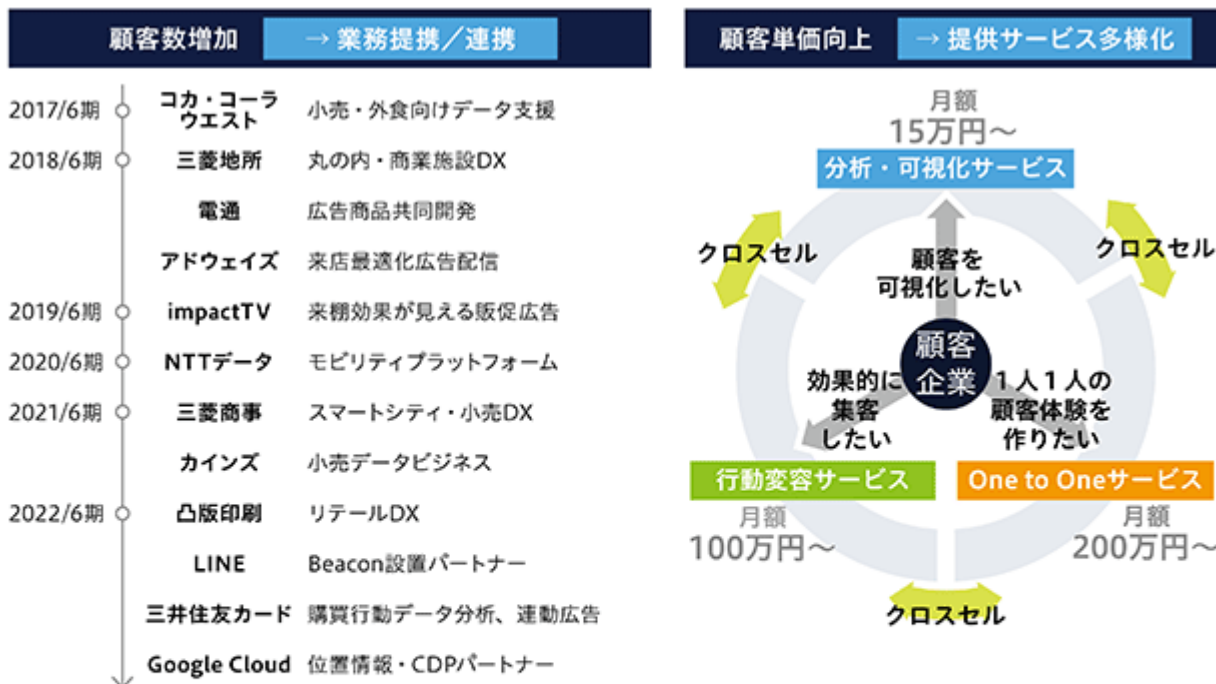 顧客数増加 → 業務提携／連携
2017/6期 コカ・コーラ
ウエスト 小売・外食向けデータ支援
2018/6期 三菱地所 丸の内・商業施設DX
電通 広告商品共同開発
アドウェイズ 来店最適化広告配信
2019/6期 impactTV 来棚効果が見える販促広告
2020/6期 NTTデータ モビリティプラットフォーム
2021/6期 三菱商事 スマートシティ・小売DX
カインズ 小売データビジネス
2022/6期 凸版印刷 リテールDX
LINE Beacon設置パートナー
三井住友カード 購買行動データ分析、連動広告
Google Cloud 位置情報・CDPパートナー
顧客単価向上 → 提供サービス多様化
月額
15万円～
分析・可視化サービス
クロスセル
クロスセル
顧客を
可視化したい
顧客
企業
効果的に
集客
したい
１人１人の
顧客体験を
作りたい
行動変容サービス
月額
100万円～
One to Oneサービス
月額
200万円～
クロスセル